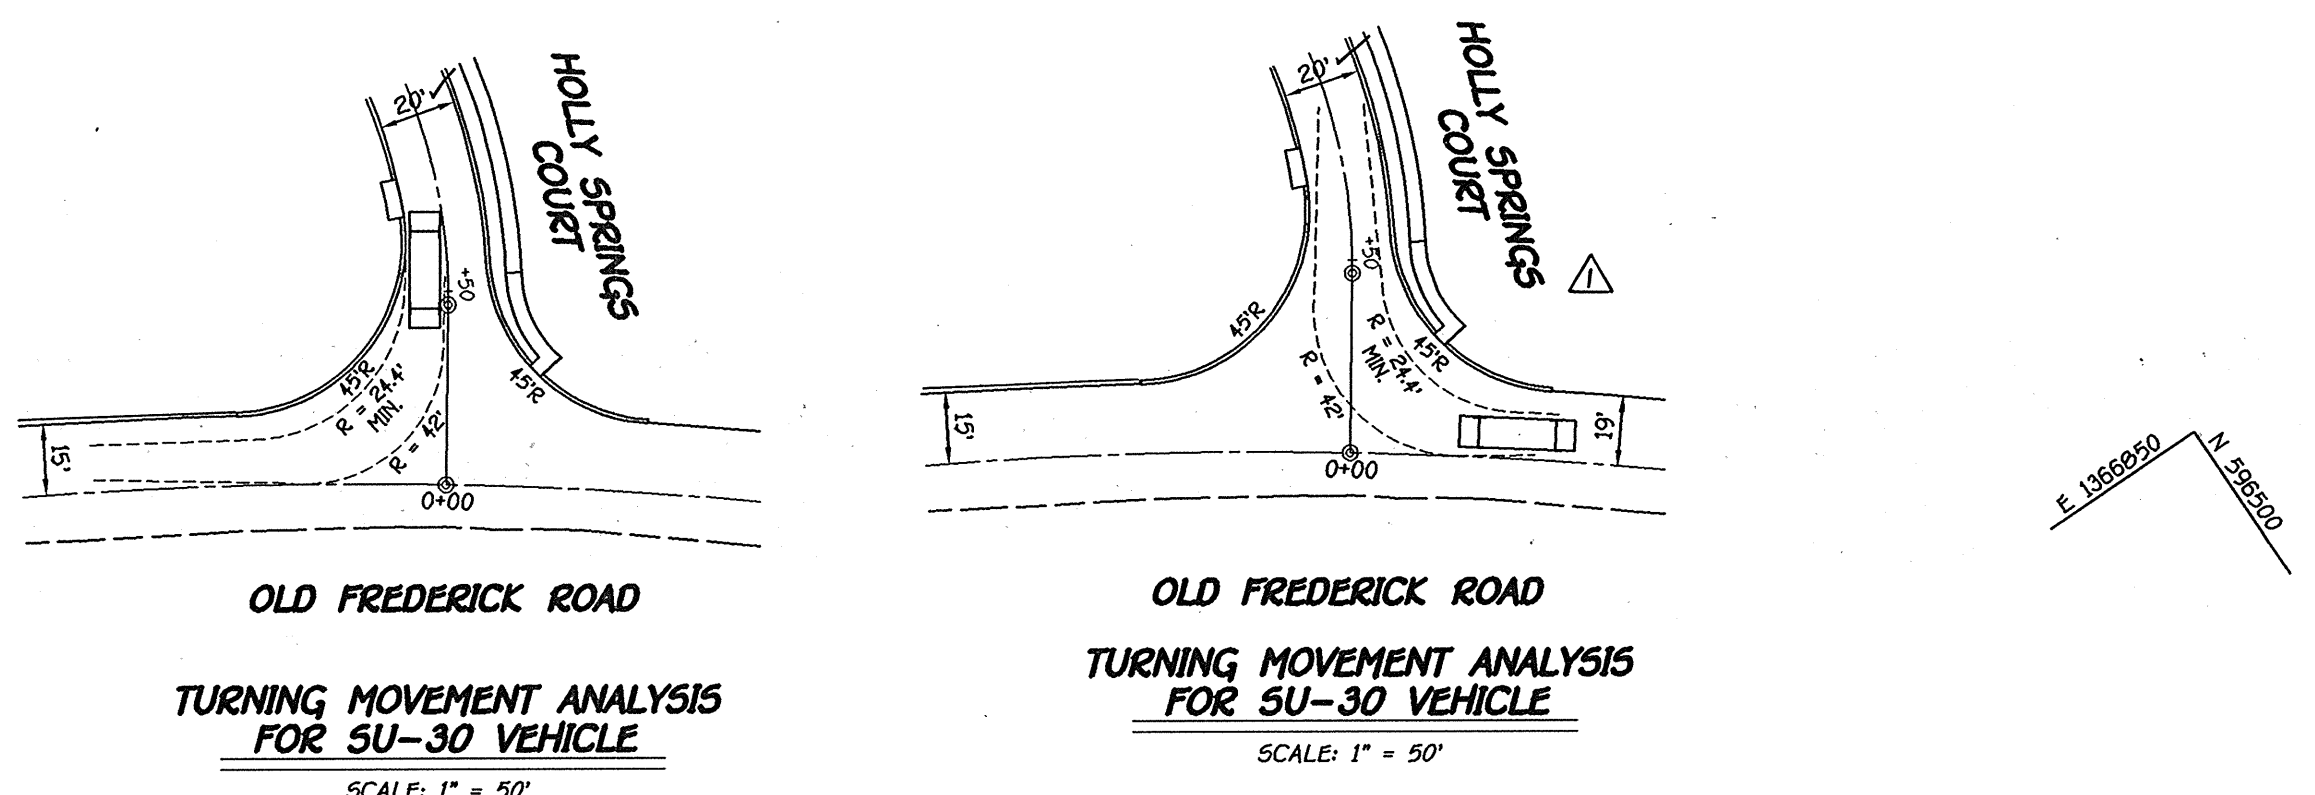 20'
HOLLY SPRINGS
COURT
+50
45'R
R = 24.4'
MIN.
R = 42'
45'R
15'
0+00
OLD FREDERICK ROAD
TURNING MOVEMENT ANALYSIS
FOR SU-30 VEHICLE
SCALE: 1" = 50'
20'
HOLLY SPRINGS
COURT
1
+50
45'R
R = 24.4'
MIN.
45'R
R = 42'
15'
16'
0+00
OLD FREDERICK ROAD
TURNING MOVEMENT ANALYSIS
FOR SU-30 VEHICLE
SCALE: 1" = 50'
E 1366850
N 596500